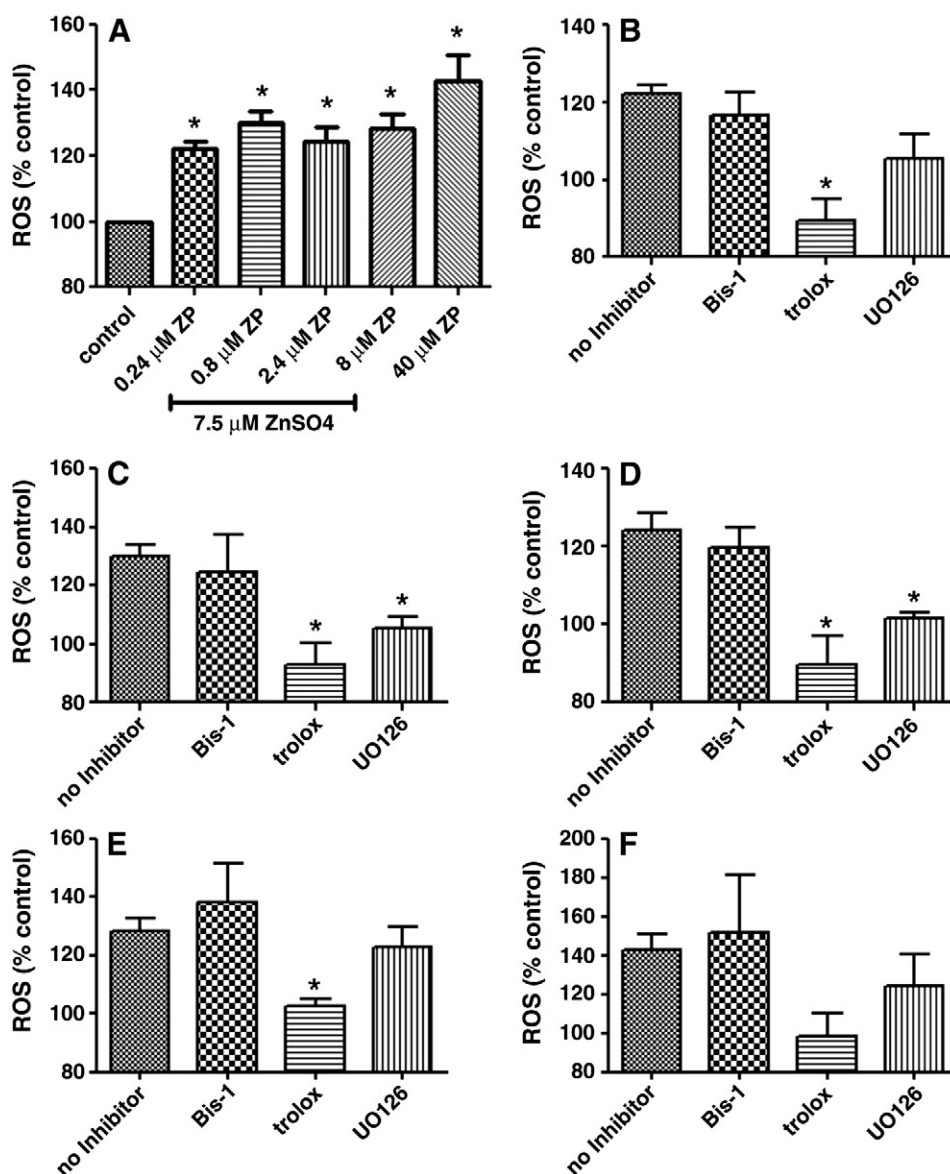 A
ROS (% control)
160
140
120
100
80
*
*
*
*
*
control
0.24 μM ZP
0.8 μM ZP
2.4 μM ZP
8 μM ZP
40 μM ZP
7.5 μM ZnSO4
B
ROS (% control)
140
120
100
80
*
no Inhibitor
Bis-1
trolox
UO126
C
ROS (% control)
160
140
120
100
80
*
*
no Inhibitor
Bis-1
trolox
UO126
D
ROS (% control)
140
120
100
80
*
*
no Inhibitor
Bis-1
trolox
UO126
E
ROS (% control)
160
140
120
100
80
*
no Inhibitor
Bis-1
trolox
UO126
F
ROS (% control)
200
180
160
140
120
100
80
no Inhibitor
Bis-1
trolox
UO126